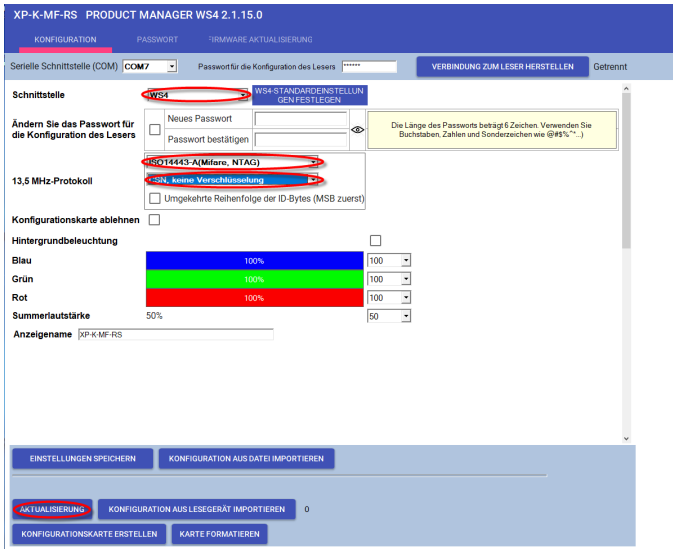 XP-K-MF-RS PRODUCT MANAGER WS4 2.1.15.0
KONFIGURATION PASSWORT FIRMWARE AKTUALISIERUNG
Serielle Schnittstelle (COM) COM7 Passwort für die Konfiguration des Lesers ****** VERBINDUNG ZUM LESER HERSTELLEN Getrennt
Schnittstelle WS4 WS4-STANDARDEINSTELLUN
GEN FESTLEGEN
Ändern Sie das Passwort für
die Konfiguration des Lesers
Neues Passwort
Passwort bestätigen
Die Länge des Passworts beträgt 6 Zeichen. Verwenden Sie
Buchstaben, Zahlen und Sonderzeichen wie @#$%^*...)
13,5 MHz-Protokoll
ISO14443-A(Mifare, NTAG)
CSN, keine Verschlüsselung
Umgekehrte Reihenfolge der ID-Bytes (MSB zuerst)
Konfigurationskarte ablehnen
Hintergrundbeleuchtung
Blau 100% 100
Grün 100% 100
Rot 100% 100
Summerlautstärke 50% 50
Anzeigename XP-K-MF-RS
EINSTELLUNGEN SPEICHERN KONFIGURATION AUS DATEI IMPORTIEREN
AKTUALISIERUNG KONFIGURATION AUS LESEGERÄT IMPORTIEREN 0
KONFIGURATIONSKARTE ERSTELLEN KARTE FORMATIEREN